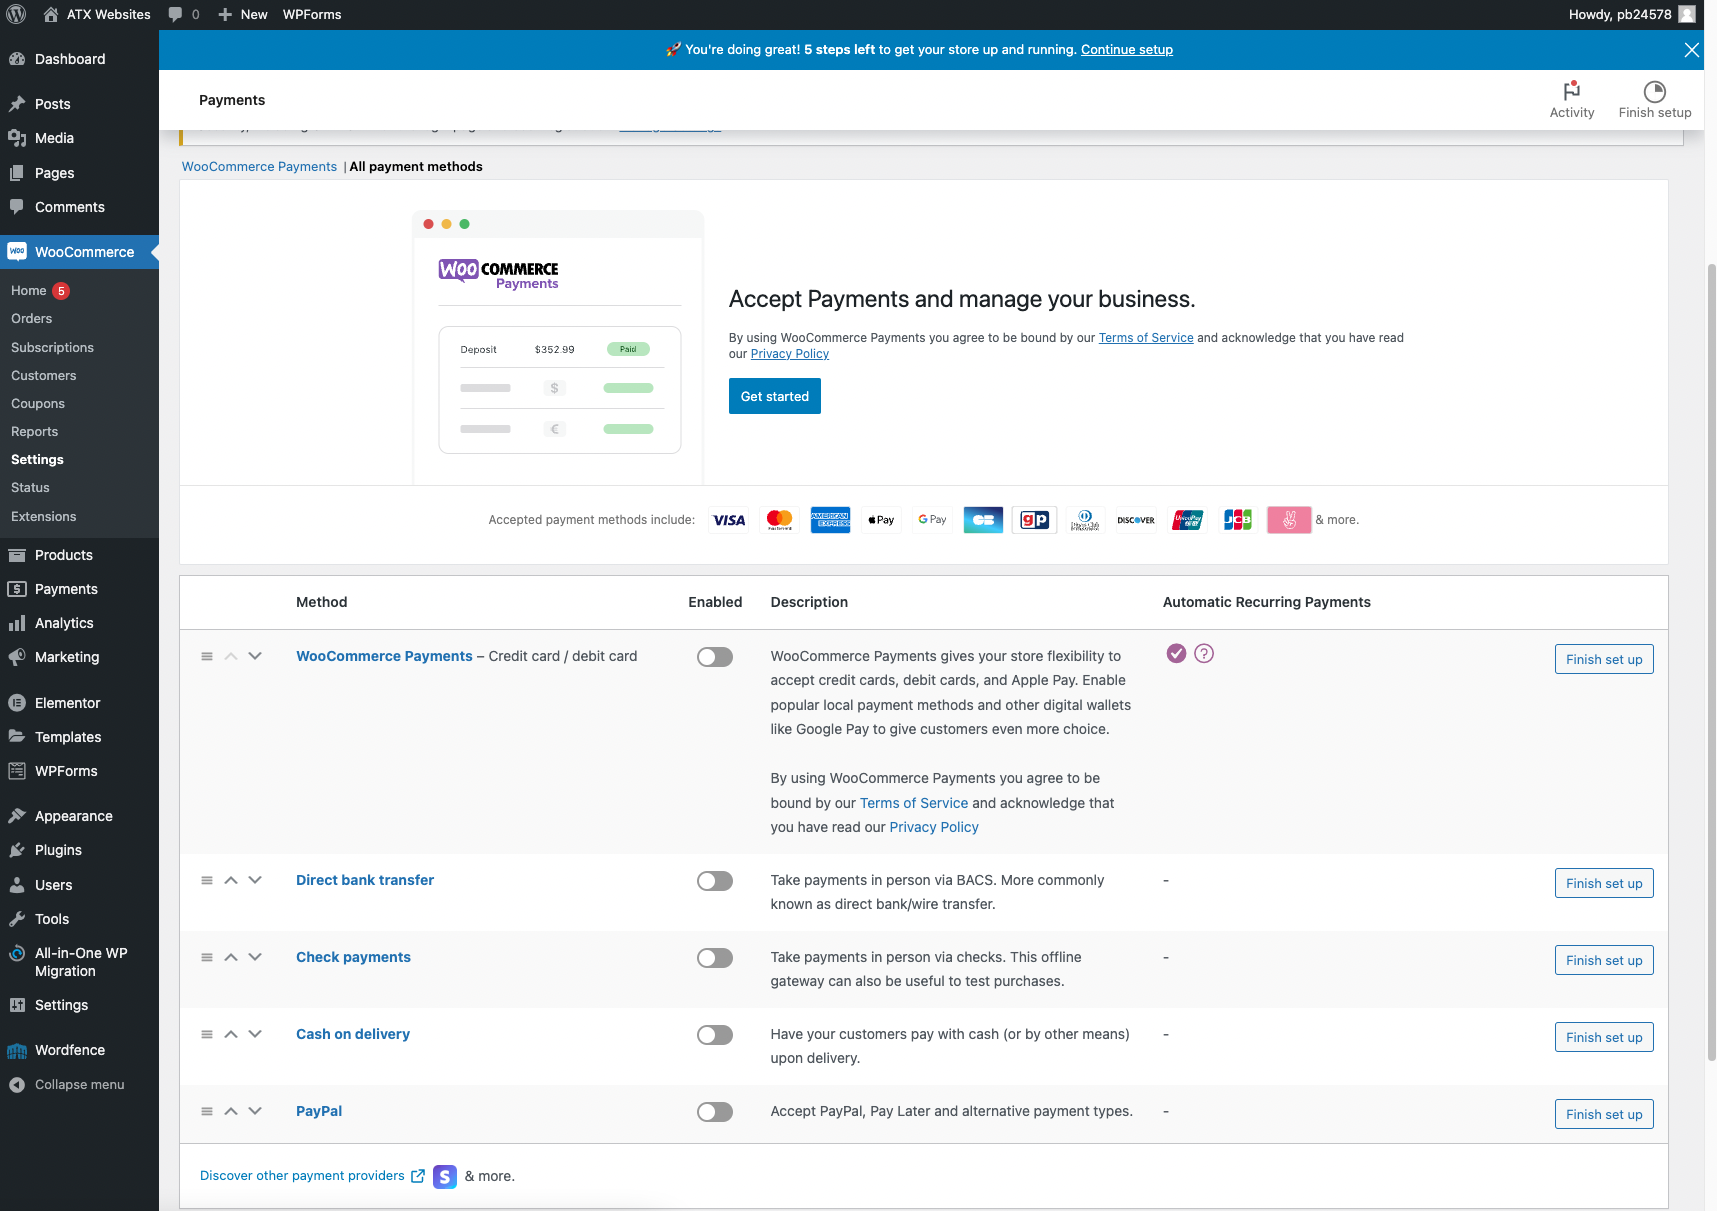 ATX Websites 0 New WPForms Howdy, pb24578
🚀 You're doing great! 5 steps left to get your store up and running. Continue setup
Payments
Activity
Finish setup
Dashboard
Posts
Media
Pages
Comments
WooCommerce
Home 5
Orders
Subscriptions
Customers
Coupons
Reports
Settings
Status
Extensions
Products
Payments
Analytics
Marketing
Elementor
Templates
WPForms
Appearance
Plugins
Users
Tools
All-in-One WP
Migration
Settings
Wordfence
Collapse menu
WooCommerce Payments | All payment methods
WOO COMMERCE
Payments
Deposit $352.99 Paid
$
€
Accept Payments and manage your business.
By using WooCommerce Payments you agree to be bound by our Terms of Service and acknowledge that you have read
our Privacy Policy
Get started
Accepted payment methods include: VISA AMERICAN EXPRESS Pay G Pay CB gp Diners Club DISCOVER UnionPay JCB & more.
Method Enabled Description Automatic Recurring Payments
WooCommerce Payments – Credit card / debit card
WooCommerce Payments gives your store flexibility to
accept credit cards, debit cards, and Apple Pay. Enable
popular local payment methods and other digital wallets
like Google Pay to give customers even more choice.
By using WooCommerce Payments you agree to be
bound by our Terms of Service and acknowledge that
you have read our Privacy Policy
?
Finish set up
Direct bank transfer
Take payments in person via BACS. More commonly
known as direct bank/wire transfer.
-
Finish set up
Check payments
Take payments in person via checks. This offline
gateway can also be useful to test purchases.
-
Finish set up
Cash on delivery
Have your customers pay with cash (or by other means)
upon delivery.
-
Finish set up
PayPal
Accept PayPal, Pay Later and alternative payment types.
-
Finish set up
Discover other payment providers S & more.